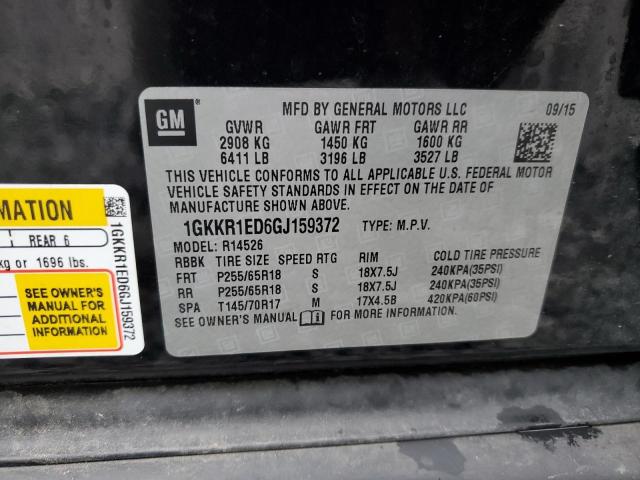 GM
MFD BY GENERAL MOTORS LLC 09/15
GVWR GAWR FRT GAWR RR
2908 KG 1450 KG 1600 KG
6411 LB 3196 LB 3527 LB
THIS VEHICLE CONFORMS TO ALL APPLICABLE U.S. FEDERAL MOTOR
VEHICLE SAFETY STANDARDS IN EFFECT ON THE DATE OF
MANUFACTURE SHOWN ABOVE.
1GKKR1ED6GJ159372 TYPE: M.P.V.
MODEL: R14526
RBBK TIRE SIZE SPEED RTG RIM COLD TIRE PRESSURE
FRT P255/65R18 S 18X7.5J 240KPA(35PSI)
RR P255/65R18 S 18X7.5J 240KPA(35PSI)
SPA T145/70R17 M 17X4.5B 420KPA(60PSI)
SEE OWNER'S MANUAL FOR MORE INFORMATION.
MATION
REAR 6
kg or 1696 lbs.
SEE OWNER'S
MANUAL FOR
ADDITIONAL
INFORMATION
1GKKR1ED6GJ159372